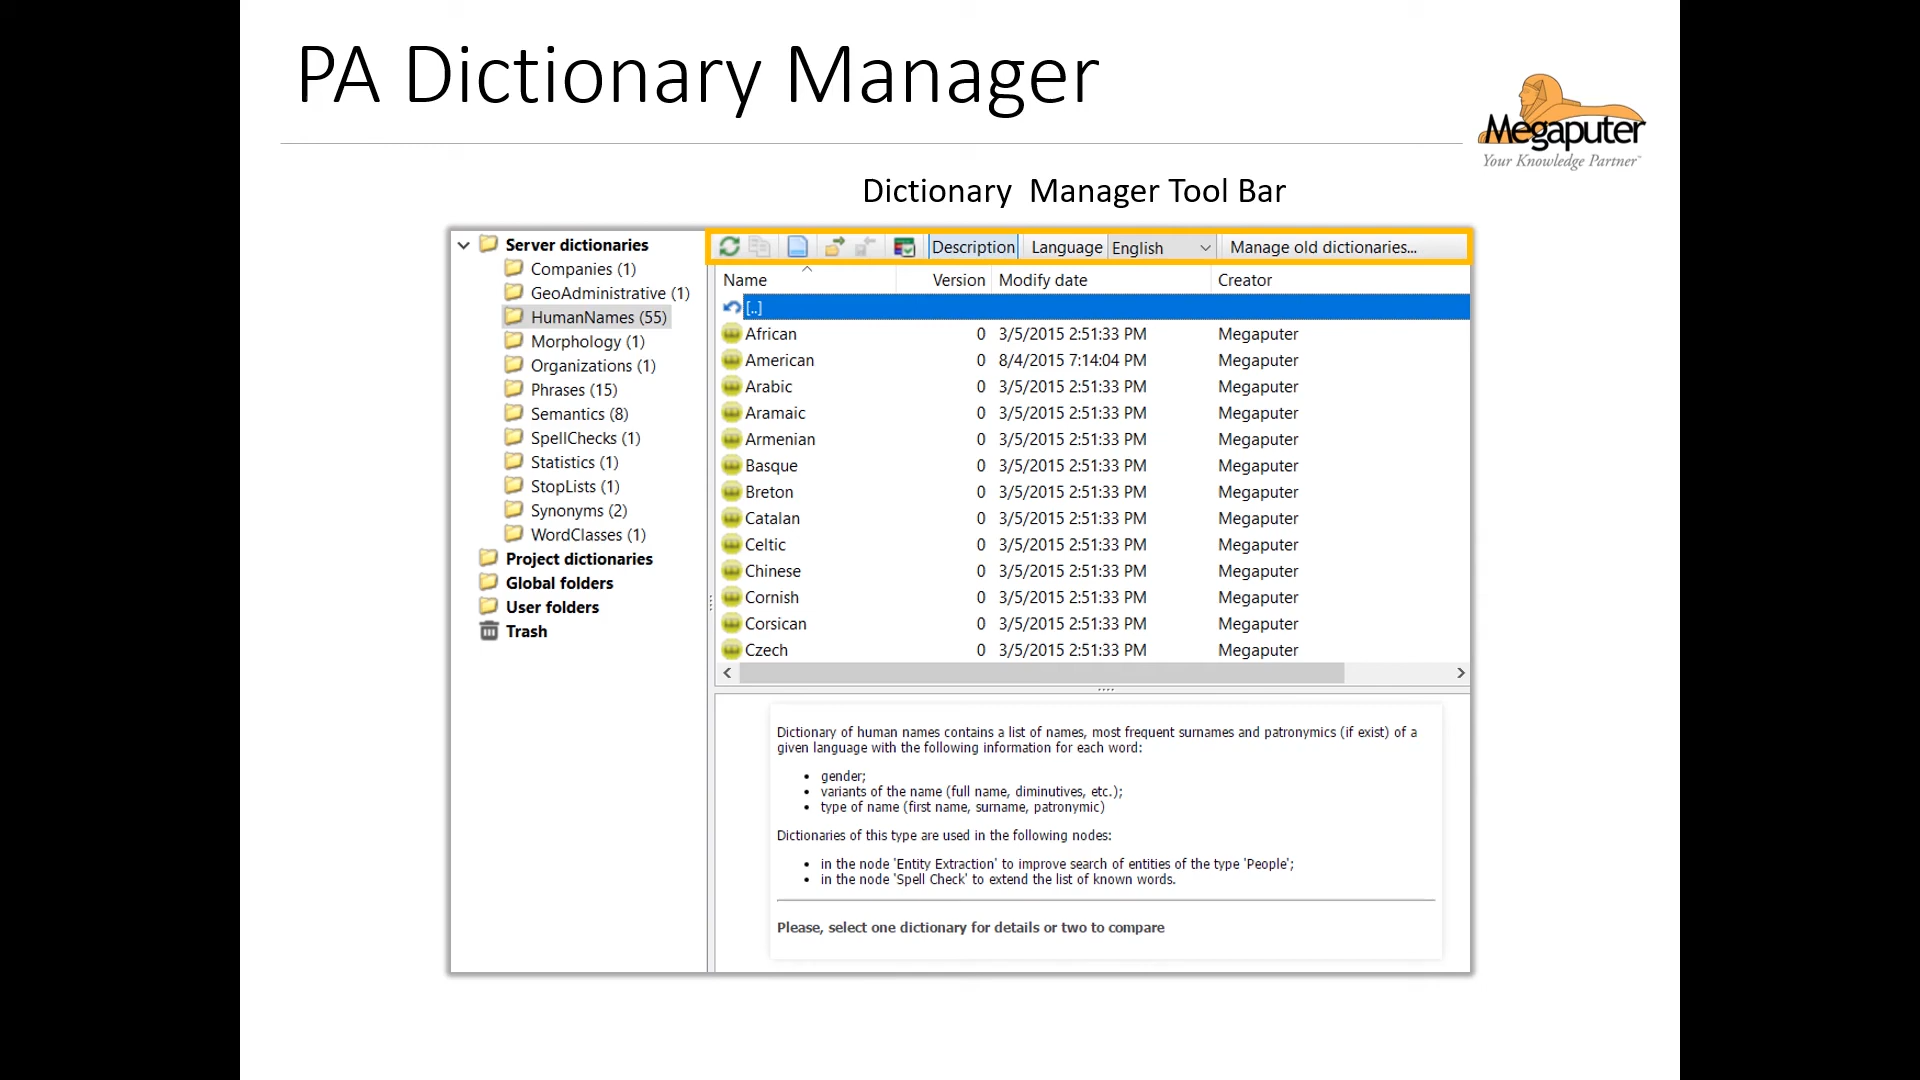 PA Dictionary Manager
Megaputer
Your Knowledge Partner™
Dictionary  Manager Tool Bar
Server dictionaries
Companies (1)
GeoAdministrative (1)
HumanNames (55)
Morphology (1)
Organizations (1)
Phrases (15)
Semantics (8)
SpellChecks (1)
Statistics (1)
StopLists (1)
Synonyms (2)
WordClasses (1)
Project dictionaries
Global folders
User folders
Trash
Description Language English Manage old dictionaries...
Name Version Modify date Creator
[..]
African 0 3/5/2015 2:51:33 PM Megaputer
American 0 8/4/2015 7:14:04 PM Megaputer
Arabic 0 3/5/2015 2:51:33 PM Megaputer
Aramaic 0 3/5/2015 2:51:33 PM Megaputer
Armenian 0 3/5/2015 2:51:33 PM Megaputer
Basque 0 3/5/2015 2:51:33 PM Megaputer
Breton 0 3/5/2015 2:51:33 PM Megaputer
Catalan 0 3/5/2015 2:51:33 PM Megaputer
Celtic 0 3/5/2015 2:51:33 PM Megaputer
Chinese 0 3/5/2015 2:51:33 PM Megaputer
Cornish 0 3/5/2015 2:51:33 PM Megaputer
Corsican 0 3/5/2015 2:51:33 PM Megaputer
Czech 0 3/5/2015 2:51:33 PM Megaputer
Dictionary of human names contains a list of names, most frequent surnames and patronymics (if exist) of a
given language with the following information for each word:
• gender;
• variants of the name (full name, diminutives, etc.);
• type of name (first name, surname, patronymic)
Dictionaries of this type are used in the following nodes:
• in the node 'Entity Extraction' to improve search of entities of the type 'People';
• in the node 'Spell Check' to extend the list of known words.
Please, select one dictionary for details or two to compare